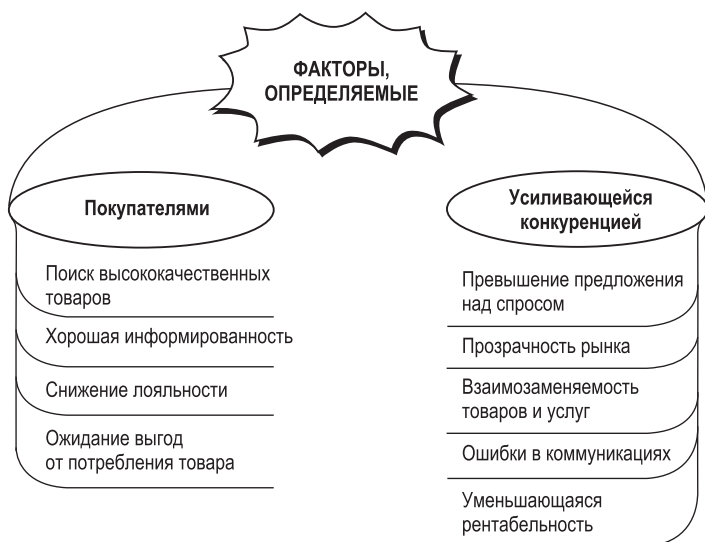 ФАКТОРЫ,
ОПРЕДЕЛЯЕМЫЕ
Покупателями
Поиск высококачественных
товаров
Хорошая информированность
Снижение лояльности
Ожидание выгод
от потребления товара
Усиливающейся
конкуренцией
Превышение предложения
над спросом
Прозрачность рынка
Взаимозаменяемость
товаров и услуг
Ошибки в коммуникациях
Уменьшающаяся
рентабельность